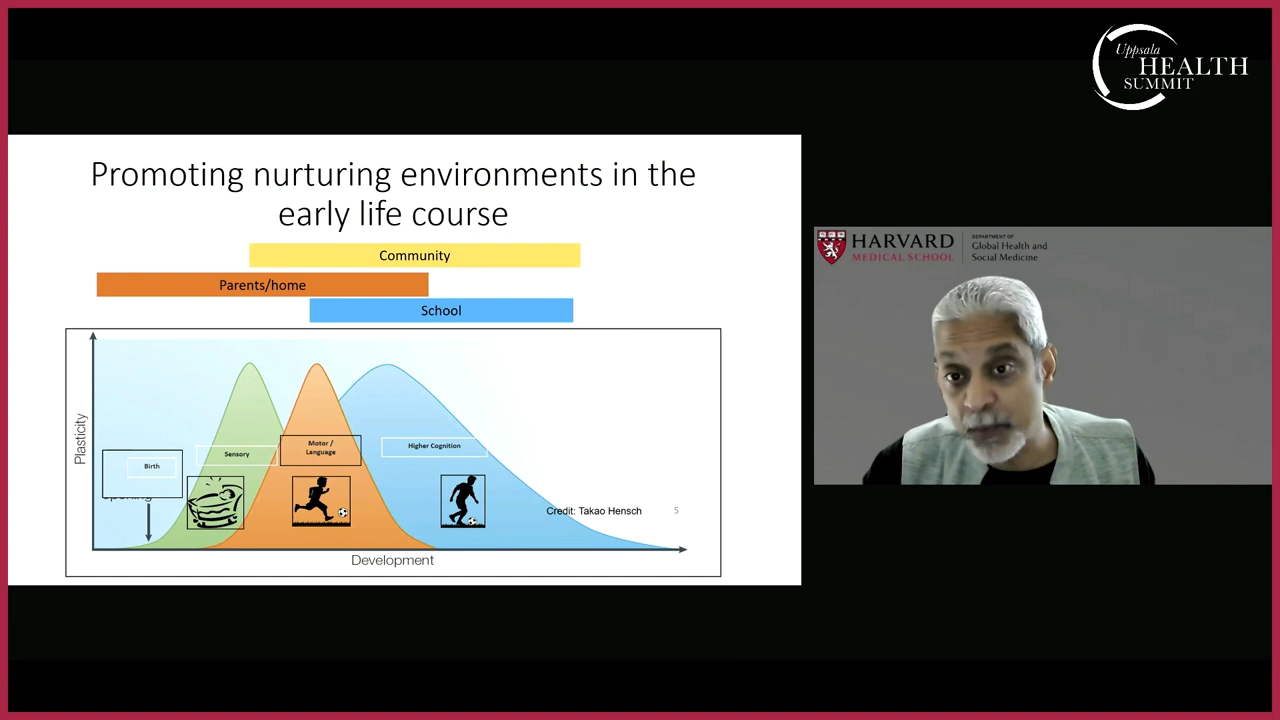 Uppsala
HEALTH
SUMMIT
Promoting nurturing environments in the
early life course
Community
Parents/home
School
Plasticity
Birth
Sensory
Motor /
Language
Higher Cognition
Credit: Takao Hensch
5
Development
HARVARD
MEDICAL SCHOOL
DEPARTMENT OF
Global Health and
Social Medicine